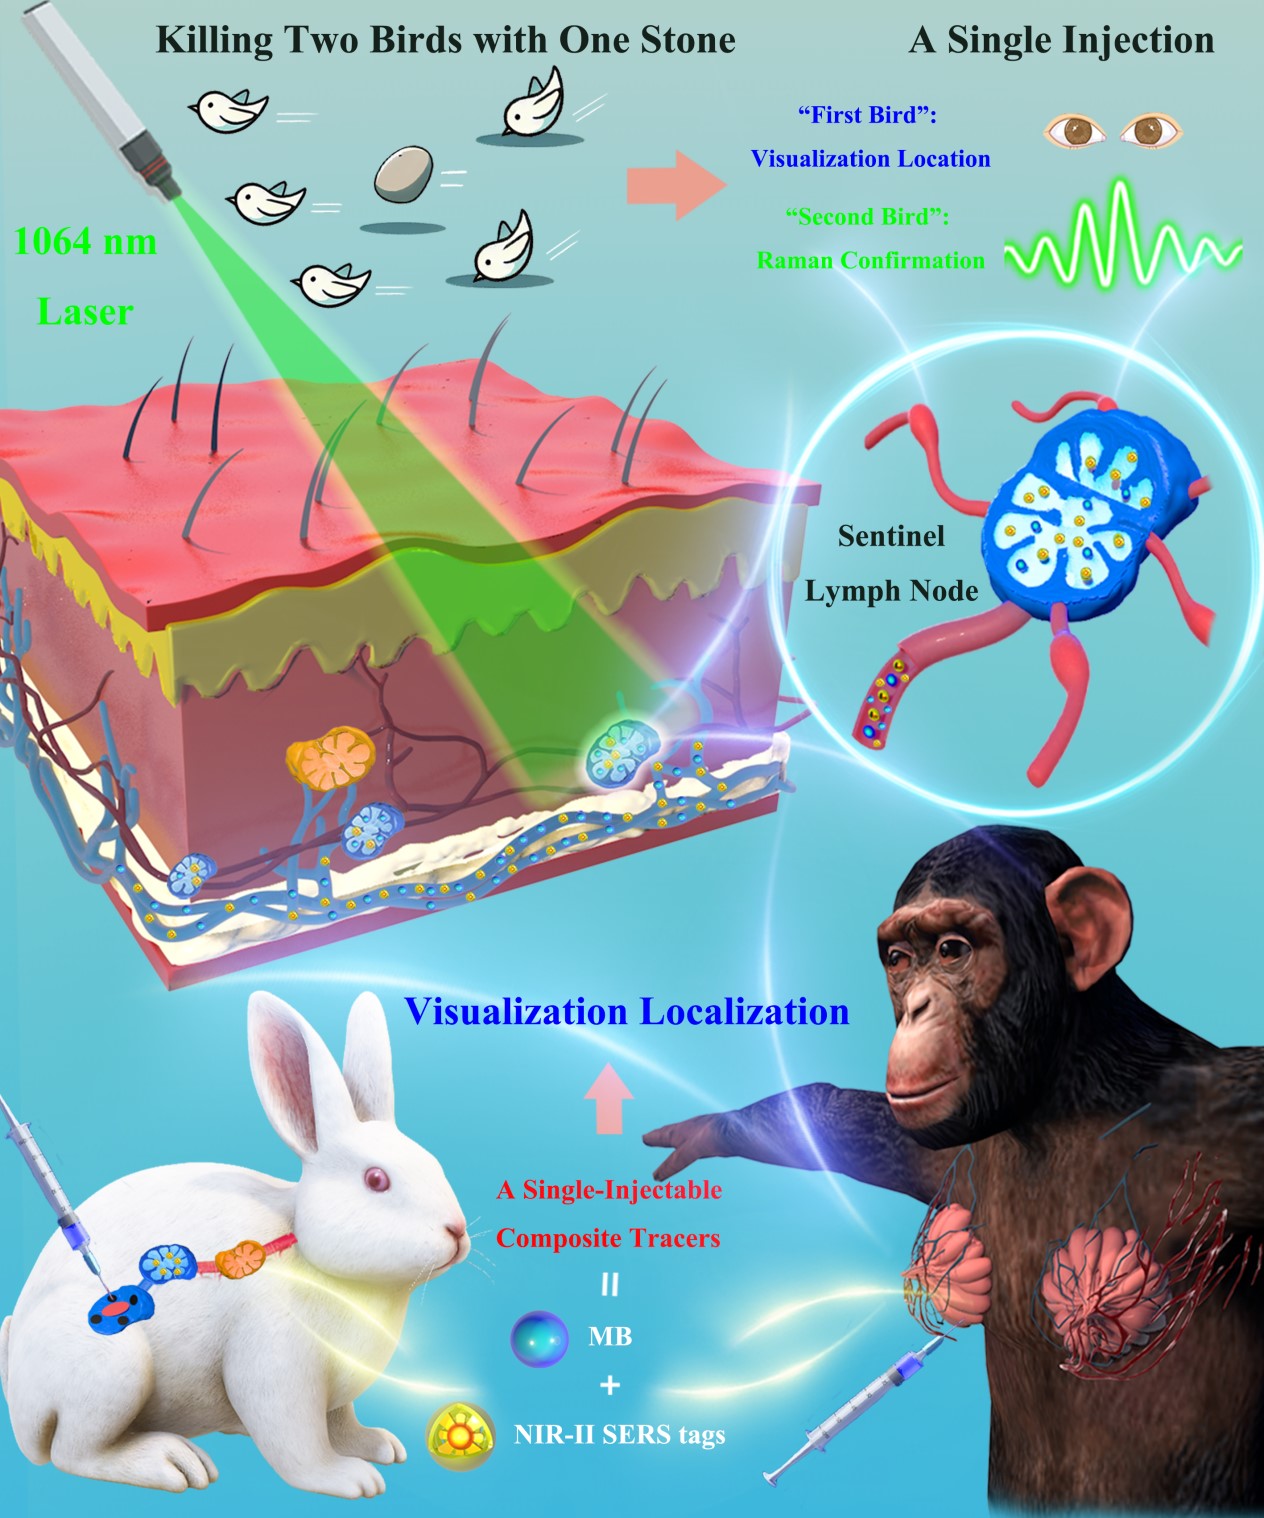 Killing Two Birds with One Stone
A Single Injection
“First Bird”:
Visualization Location
“Second Bird”:
Raman Confirmation
1064 nm
Laser
Sentinel
Lymph Node
Visualization Localization
A Single-Injectable
Composite Tracers
=
MB
+
NIR-II SERS tags